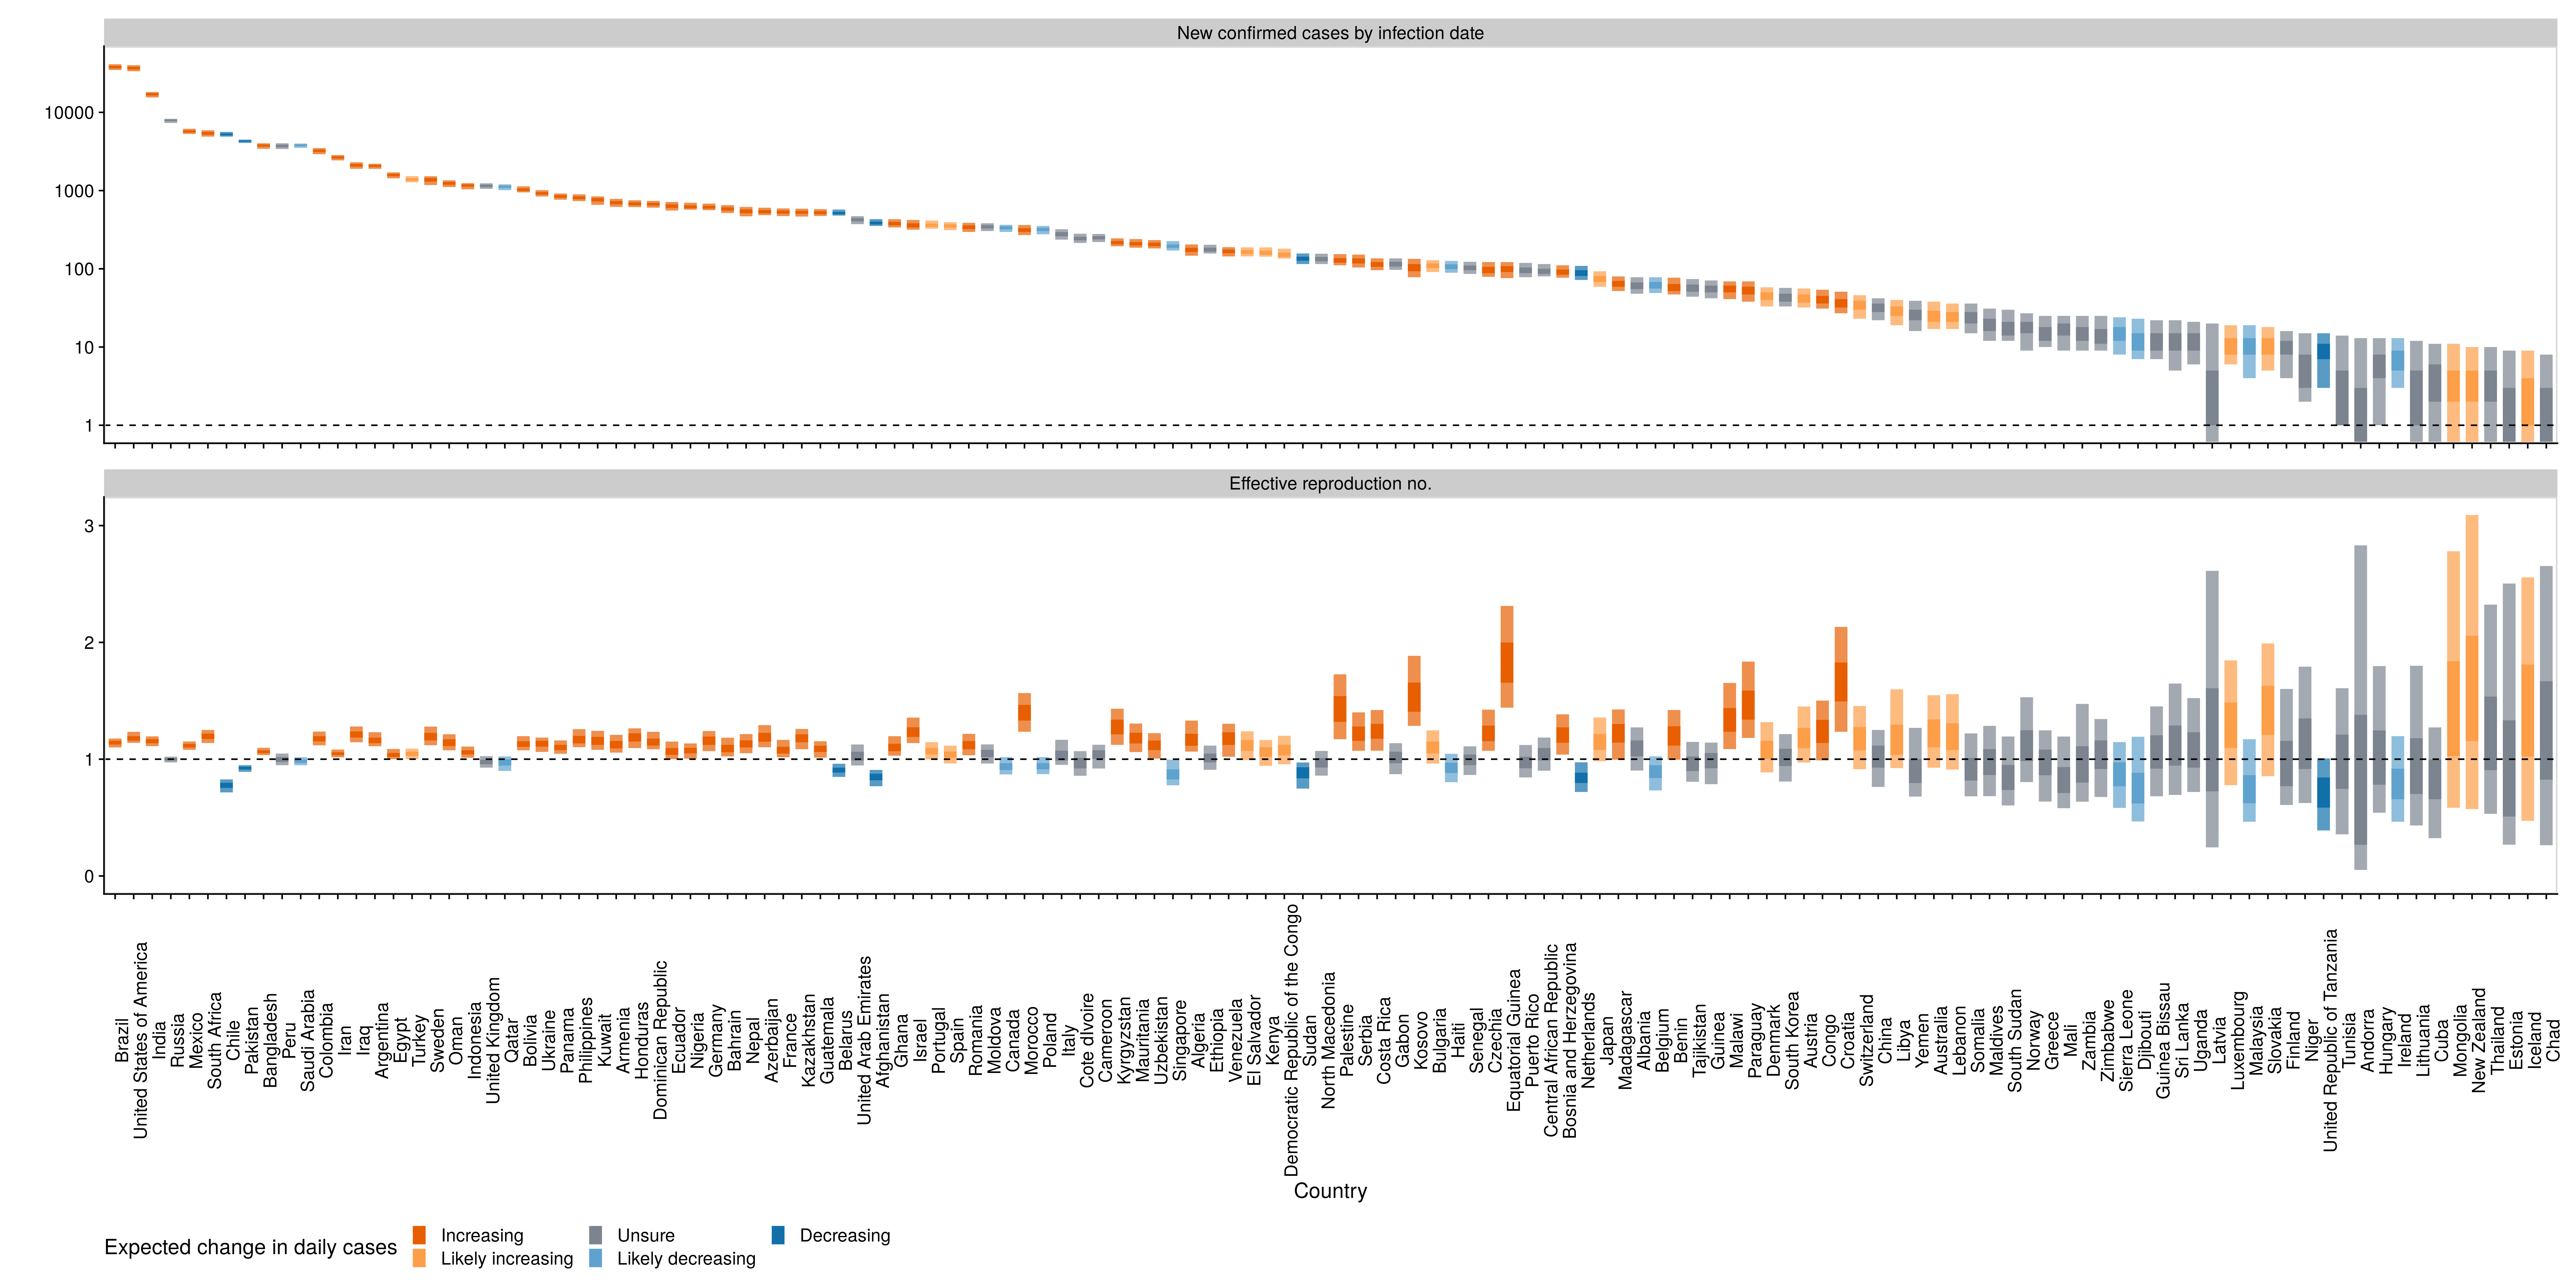 New confirmed cases by infection date
10000
1000
100
10
1
Effective reproduction no.
3
2
1
0
Brazil
United States of America
India
Russia
Mexico
South Africa
Chile
Pakistan
Bangladesh
Peru
Saudi Arabia
Colombia
Iran
Iraq
Argentina
Egypt
Turkey
Sweden
Oman
Indonesia
United Kingdom
Qatar
Bolivia
Ukraine
Panama
Philippines
Kuwait
Armenia
Honduras
Dominican Republic
Ecuador
Nigeria
Germany
Bahrain
Nepal
Azerbaijan
France
Kazakhstan
Guatemala
Belarus
United Arab Emirates
Afghanistan
Ghana
Israel
Portugal
Spain
Romania
Moldova
Canada
Morocco
Poland
Italy
Cote dIvoire
Cameroon
Kyrgyzstan
Mauritania
Uzbekistan
Singapore
Algeria
Ethiopia
Venezuela
El Salvador
Kenya
Democratic Republic of the Congo
Sudan
North Macedonia
Palestine
Serbia
Costa Rica
Gabon
Kosovo
Bulgaria
Haiti
Senegal
Czechia
Equatorial Guinea
Puerto Rico
Central African Republic
Bosnia and Herzegovina
Netherlands
Japan
Madagascar
Albania
Belgium
Benin
Tajikistan
Guinea
Malawi
Paraguay
Denmark
South Korea
Austria
Congo
Croatia
Switzerland
China
Libya
Yemen
Australia
Lebanon
Somalia
Maldives
South Sudan
Norway
Greece
Mali
Zambia
Zimbabwe
Sierra Leone
Djibouti
Guinea Bissau
Sri Lanka
Uganda
Latvia
Luxembourg
Malaysia
Slovakia
Finland
Niger
United Republic of Tanzania
Tunisia
Andorra
Hungary
Ireland
Lithuania
Cuba
Mongolia
New Zealand
Thailand
Estonia
Iceland
Chad
Country
Expected change in daily cases
Increasing
Likely increasing
Unsure
Likely decreasing
Decreasing